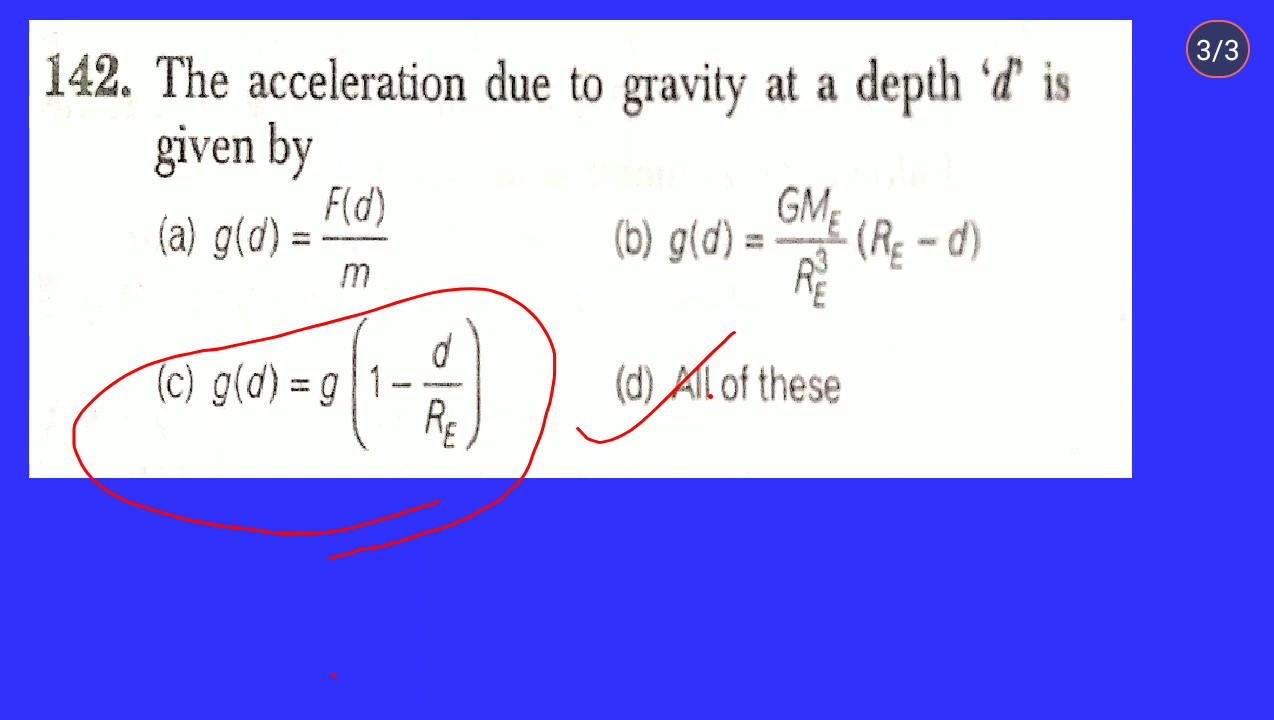 3/3
142. The acceleration due to gravity at a depth ‘d’ is
given by
(a) g(d) = F(d)/m (b) g(d) = GM_E/R_E^3 (R_E − d)
(c) g(d) = g(1 − d/R_E) (d) All of these